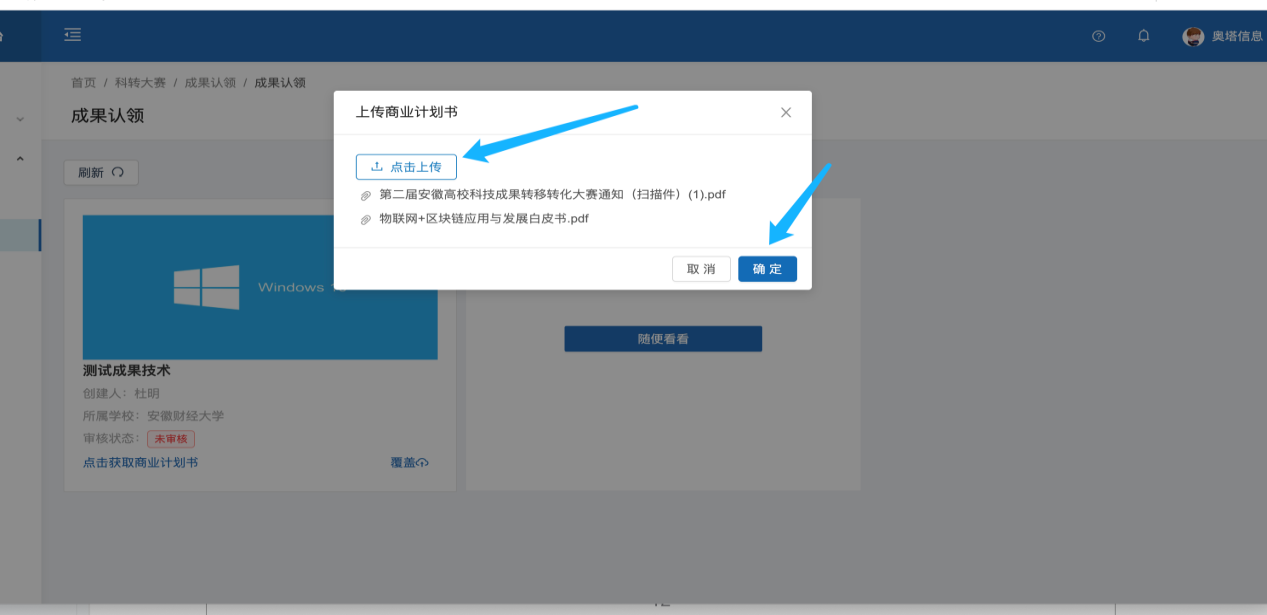 奥塔信息
首页 / 科转大赛 / 成果认领 / 成果认领
成果认领
上传商业计划书
点击上传
第二届安徽高校科技成果转移转化大赛通知（扫描件）(1).pdf
物联网+区块链应用与发展白皮书.pdf
取 消
确 定
刷新
Windows
随便看看
测试成果技术
创建人：杜明
所属学校：安徽财经大学
审核状态：未审核
点击获取商业计划书
覆盖